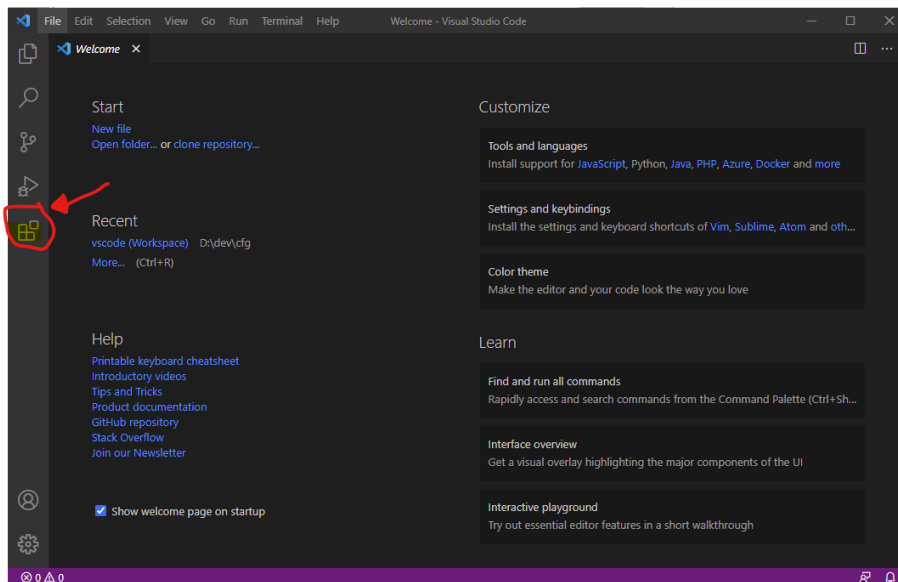 File Edit Selection View Go Run Terminal Help Welcome - Visual Studio Code
Welcome
Start
New file
Open folder... or clone repository...
Recent
vscode (Workspace) D:\dev\cfg
More... (Ctrl+R)
Help
Printable keyboard cheatsheet
Introductory videos
Tips and Tricks
Product documentation
GitHub repository
Stack Overflow
Join our Newsletter
Show welcome page on startup
Customize
Tools and languages
Install support for JavaScript, Python, Java, PHP, Azure, Docker and more
Settings and keybindings
Install the settings and keyboard shortcuts of Vim, Sublime, Atom and oth...
Color theme
Make the editor and your code look the way you love
Learn
Find and run all commands
Rapidly access and search commands from the Command Palette (Ctrl+Sh...
Interface overview
Get a visual overlay highlighting the major components of the UI
Interactive playground
Try out essential editor features in a short walkthrough
0 0